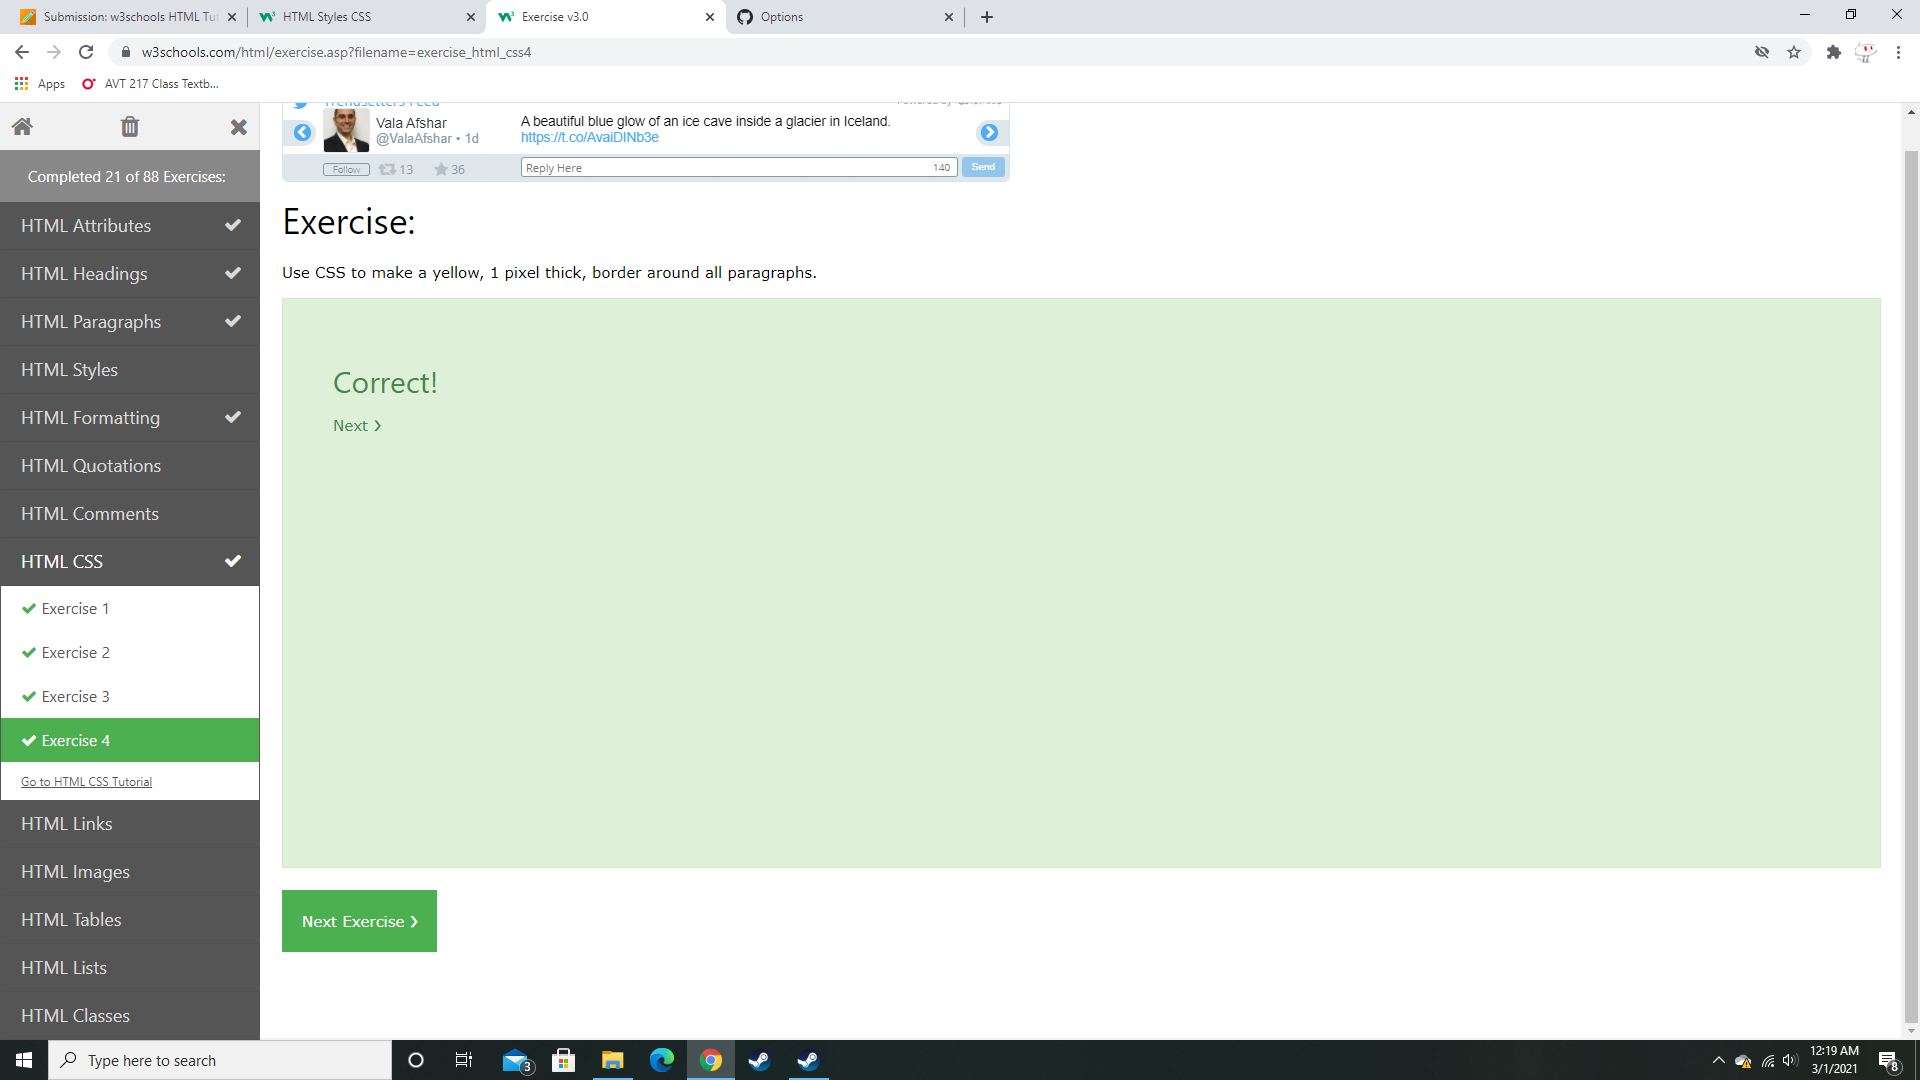 Submission: w3schools HTML Tut
HTML Styles CSS
Exercise v3.0
Options
w3schools.com/html/exercise.asp?filename=exercise_html_css4
Apps
AVT 217 Class Textb...
Completed 21 of 88 Exercises:
HTML Attributes
HTML Headings
HTML Paragraphs
HTML Styles
HTML Formatting
HTML Quotations
HTML Comments
HTML CSS
Exercise 1
Exercise 2
Exercise 3
Exercise 4
Go to HTML CSS Tutorial
HTML Links
HTML Images
HTML Tables
HTML Lists
HTML Classes
Trendsetters Feed
Vala Afshar
@ValaAfshar • 1d
A beautiful blue glow of an ice cave inside a glacier in Iceland.
https://t.co/AvaiDINb3e
Follow
13
36
Reply Here
140
Send
Exercise:
Use CSS to make a yellow, 1 pixel thick, border around all paragraphs.
Correct!
Next ❯
Next Exercise ❯
Type here to search
3
12:19 AM
3/1/2021
8